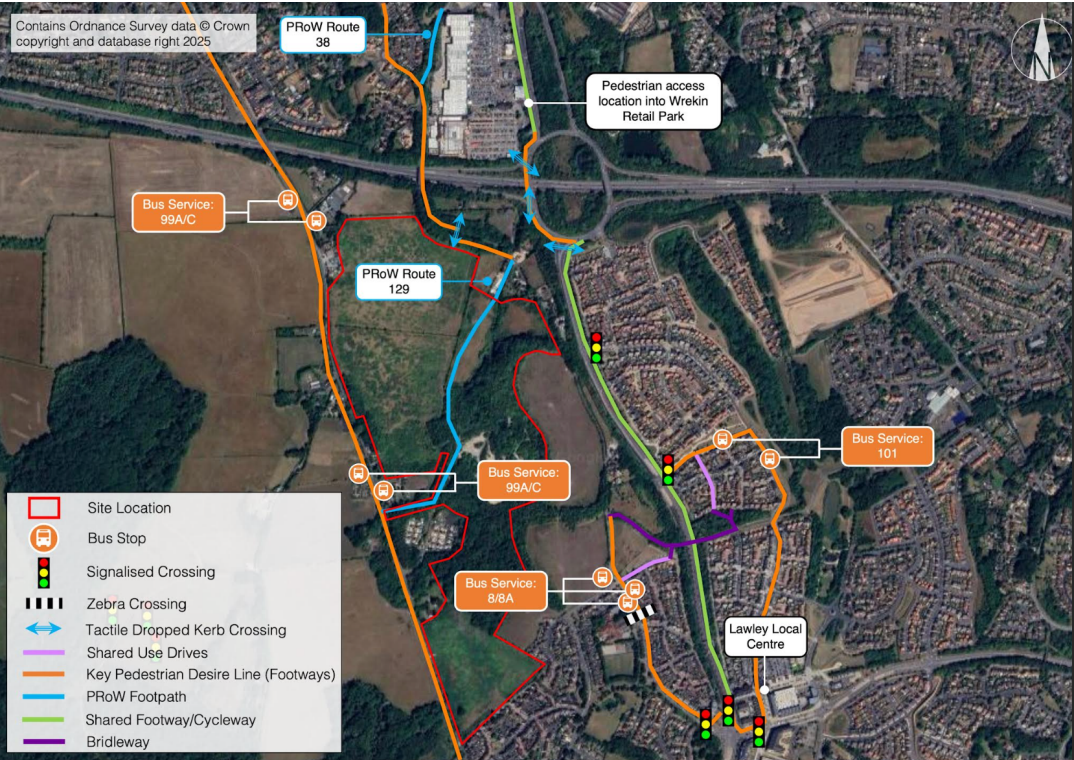 Contains Ordnance Survey data © Crown
copyright and database right 2025
PRoW Route
38
N
Pedestrian access
location into Wrekin
Retail Park
Bus Service:
99A/C
PRoW Route
129
Bus Service:
101
Bus Service:
99A/C
Bus Service:
8/8A
Lawley Local
Centre
Site Location
Bus Stop
Signalised Crossing
Zebra Crossing
Tactile Dropped Kerb Crossing
Shared Use Drives
Key Pedestrian Desire Line (Footways)
PRoW Footpath
Shared Footway/Cycleway
Bridleway